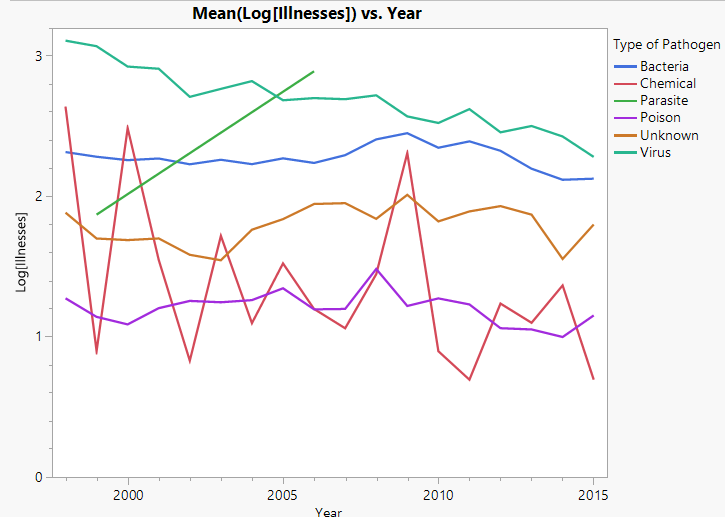 Mean(Log[Illnesses]) vs. Year
3
2
1
0
Log[Illnesses]
2000
2005
2010
2015
Year
Type of Pathogen
Bacteria
Chemical
Parasite
Poison
Unknown
Virus